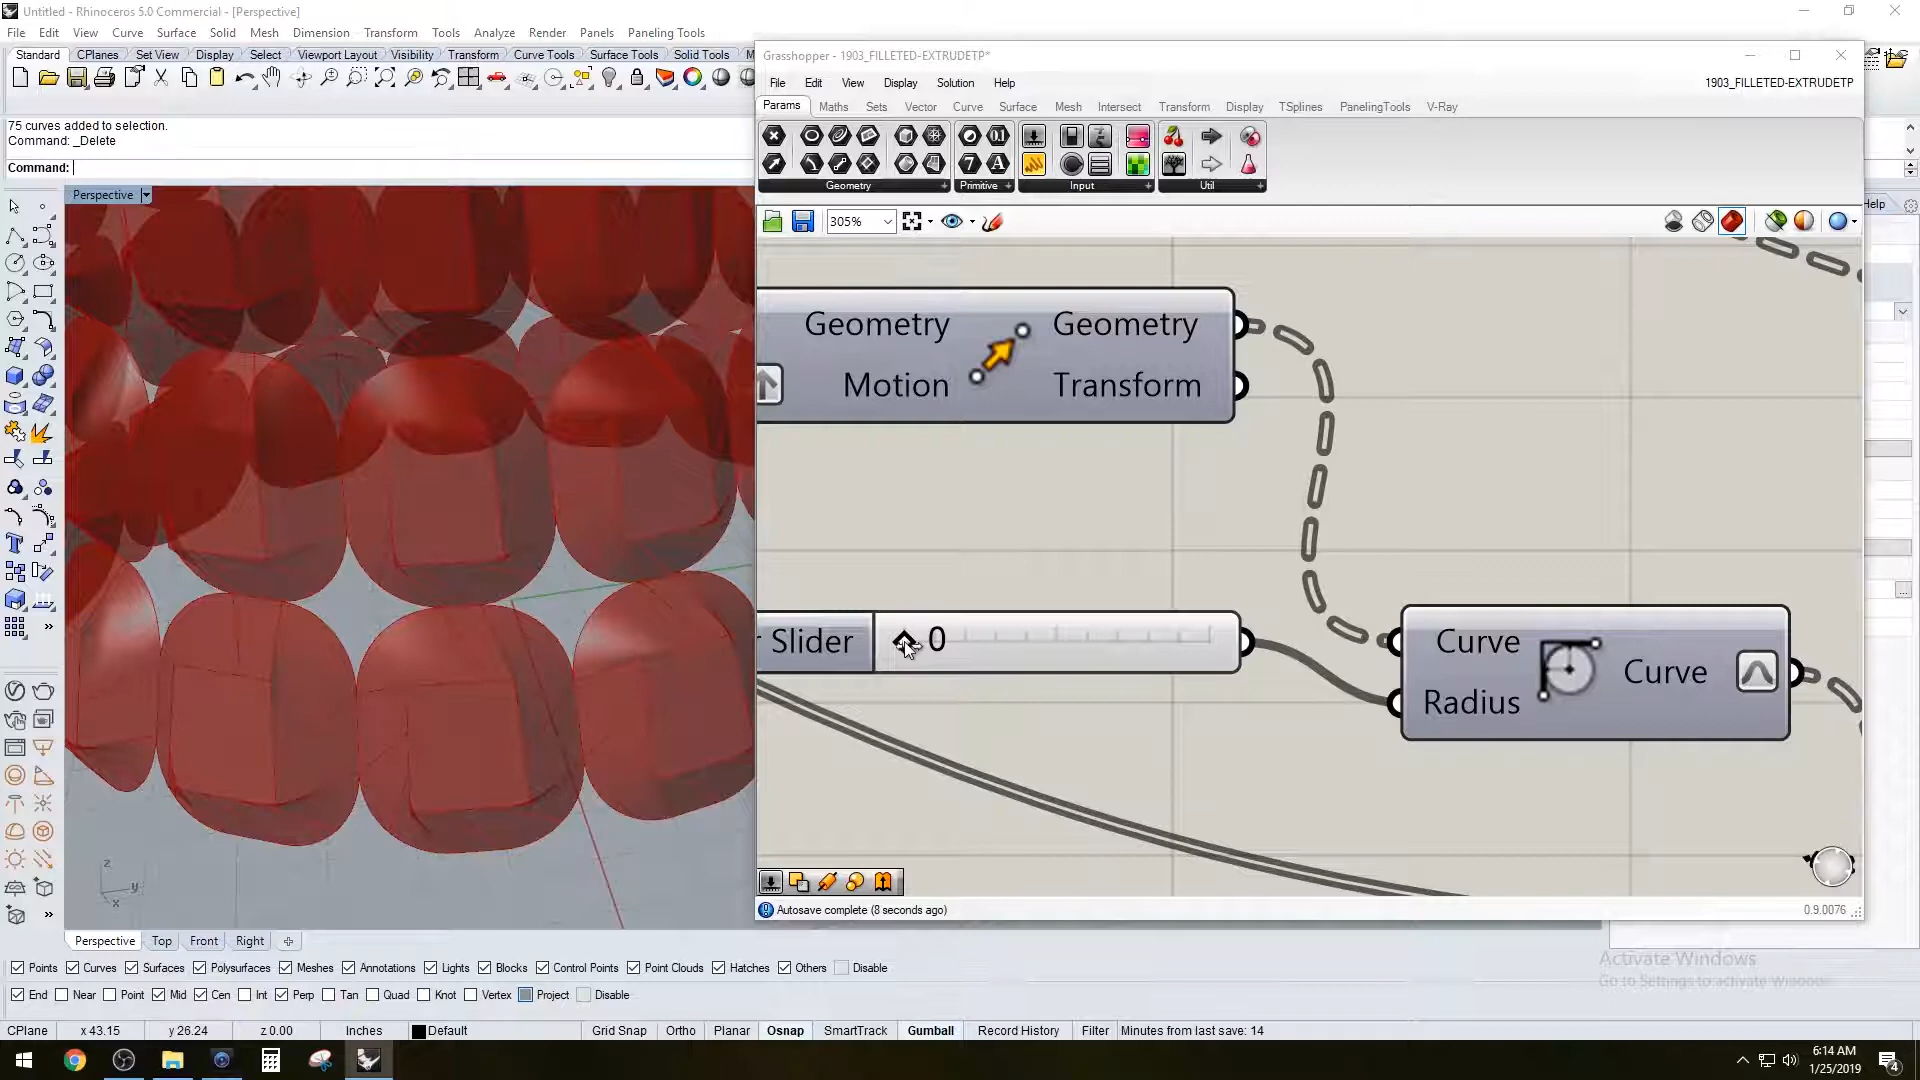 Untitled - Rhinoceros 5.0 Commercial - [Perspective]
File Edit View Curve Surface Solid Mesh Dimension Transform Tools Analyze Render Panels Paneling Tools
Standard CPlanes Set View Display Select Viewport Layout Visibility Transform Curve Tools Surface Tools Solid Tools
75 curves added to selection.
Command: _Delete
Command:
Perspective
Grasshopper - 1903_FILLETED-EXTRUDETP*
File Edit View Display Solution Help
1903_FILLETED-EXTRUDETP
Params Maths Sets Vector Curve Surface Mesh Intersect Transform Display TSplines PanelingTools V-Ray
Geometry Primitive Input Util
305%
Help
Geometry Geometry
Motion Transform
r Slider 0
Curve
Radius
Curve
Autosave complete (8 seconds ago)
0.9.0076
z
y
x
Perspective Top Front Right
Activate Windows
Go to Settings to activate Windows.
Points Curves Surfaces Polysurfaces Meshes Annotations Lights Blocks Control Points Point Clouds Hatches Others Disable
End Near Point Mid Cen Int Perp Tan Quad Knot Vertex Project Disable
CPlane x 43.15 y 26.24 z 0.00 Inches Default Grid Snap Ortho Planar Osnap SmartTrack Gumball Record History Filter Minutes from last save: 14
6:14 AM
1/25/2019
4